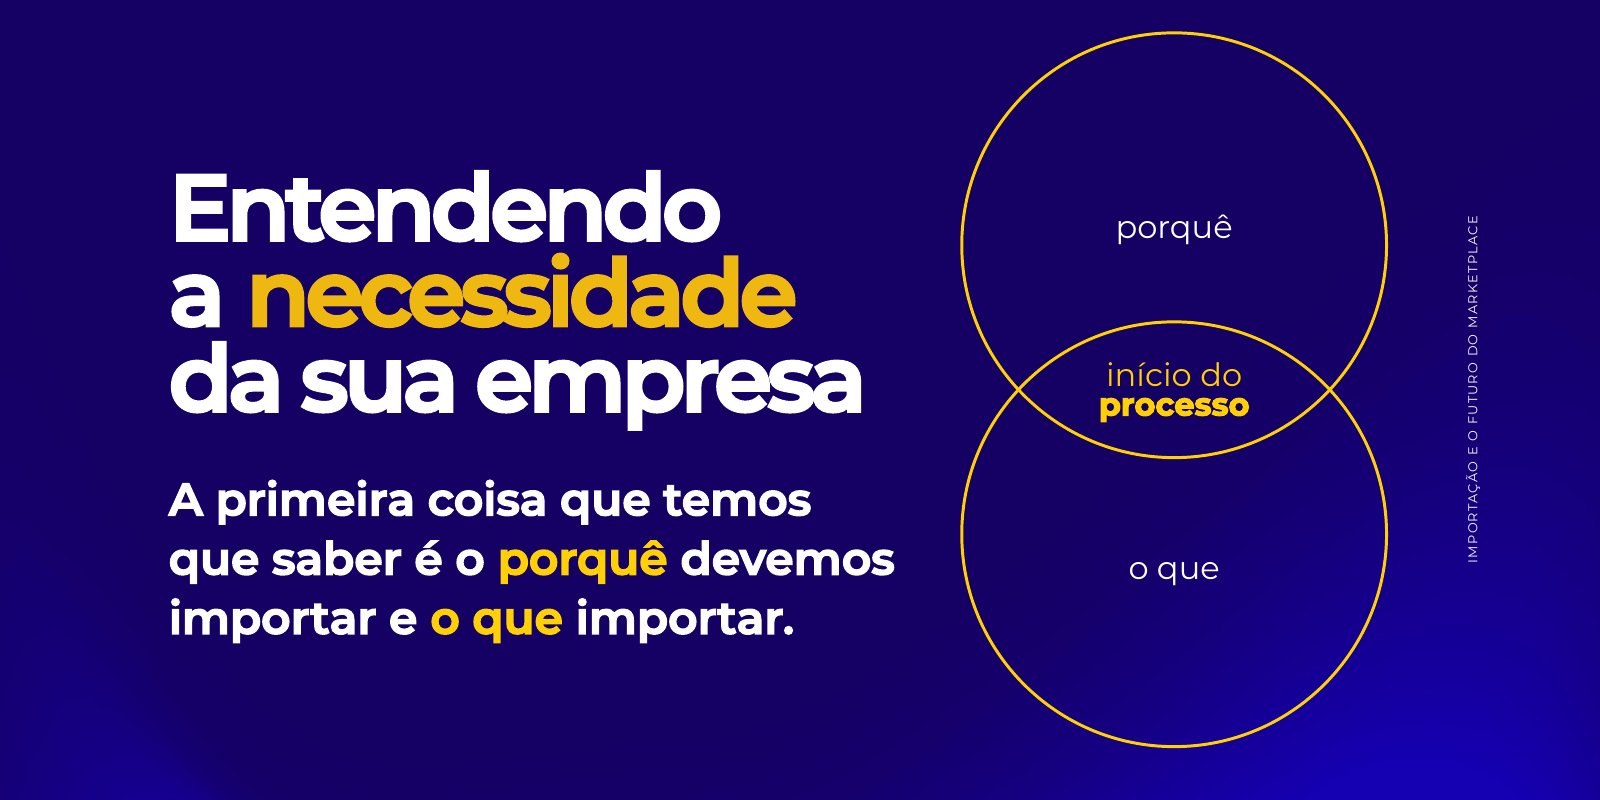 Entendendo
a necessidade
da sua empresa
A primeira coisa que temos
que saber é o porquê devemos
importar e o que importar.
porquê
início do
processo
o que
IMPORTAÇÃO E O FUTURO DO MARKETPLACE